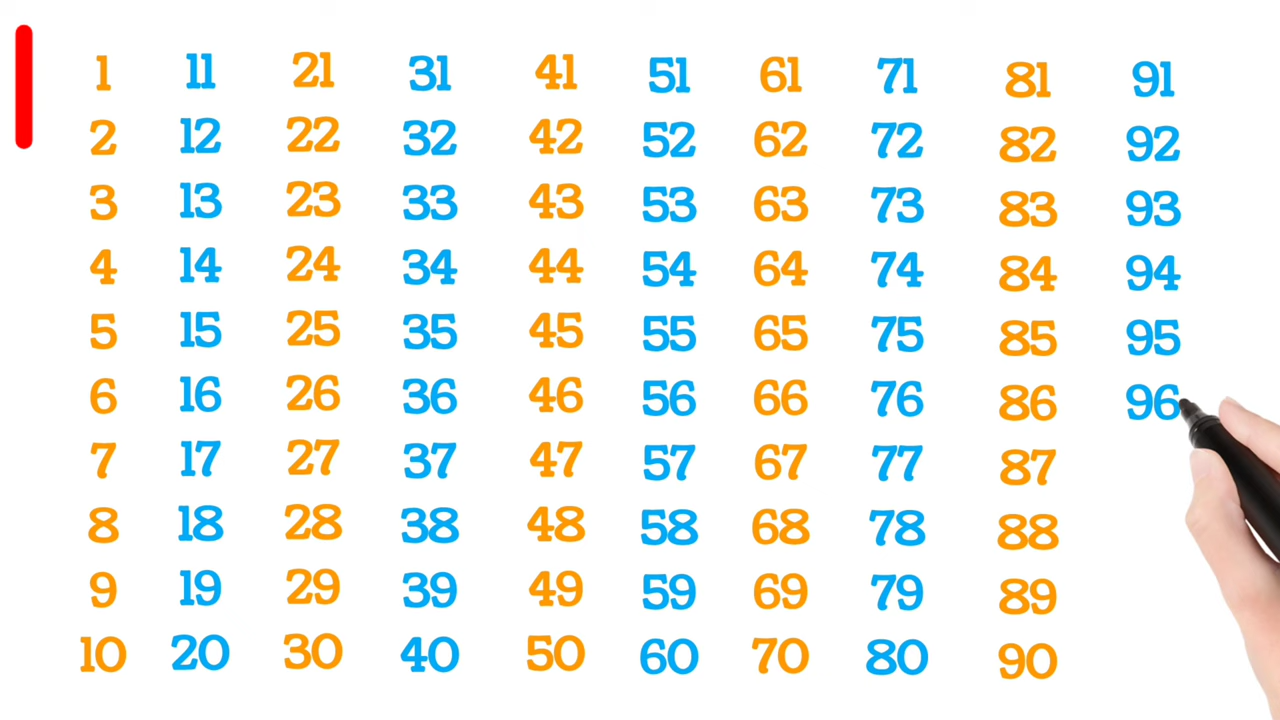 1 11 21 31 41 51 61 71 81 91
2 12 22 32 42 52 62 72 82 92
3 13 23 33 43 53 63 73 83 93
4 14 24 34 44 54 64 74 84 94
5 15 25 35 45 55 65 75 85 95
6 16 26 36 46 56 66 76 86 96
7 17 27 37 47 57 67 77 87
8 18 28 38 48 58 68 78 88
9 19 29 39 49 59 69 79 89
10 20 30 40 50 60 70 80 90